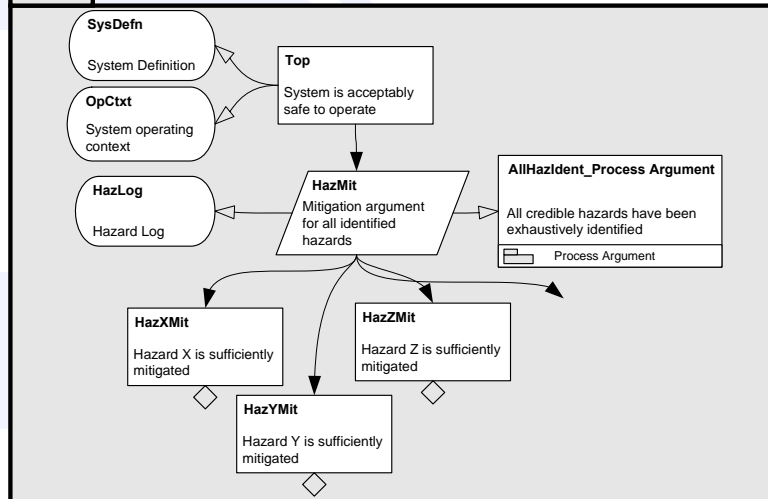 SysDefn
System Definition
OpCtxt
System operating
context
Top
System is acceptably
safe to operate
HazLog
Hazard Log
HazMit
Mitigation argument
for all identified
hazards
AllHazIdent_Process Argument
All credible hazards have been
exhaustively identified
Process Argument
HazXMit
Hazard X is sufficiently
mitigated
HazZMit
Hazard Z is sufficiently
mitigated
HazYMit
Hazard Y is sufficiently
mitigated